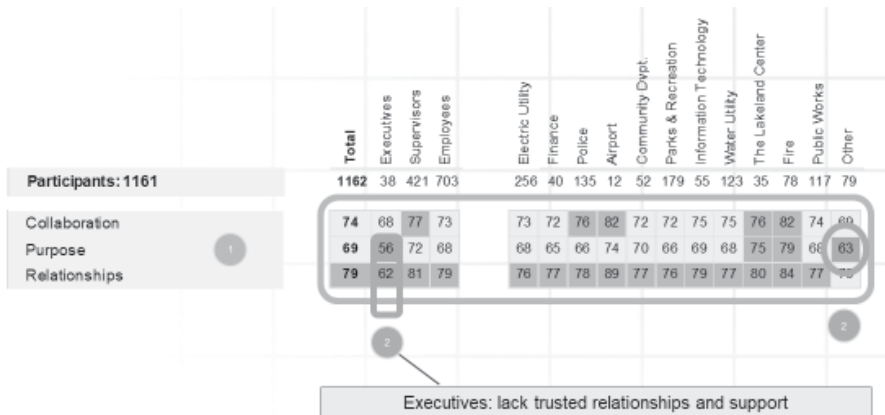 Total
Executives
Supervisors
Employees
Electric Utility
Finance
Police
Airport
Community Dvpt.
Parks & Recreation
Information Technology
Water Utility
The Lakeland Center
Fire
Public Works
Other
Participants: 1161 1162 38 421 703 256 40 135 12 52 179 55 123 35 78 117 79
Collaboration 74 68 77 73 73 72 76 82 72 72 75 75 76 82 74 69
Purpose 1 69 56 72 68 68 65 66 74 70 66 69 68 75 79 68 63
Relationships 79 62 81 79 76 77 78 89 77 76 79 77 80 84 77
2
2
Executives: lack trusted relationships and support